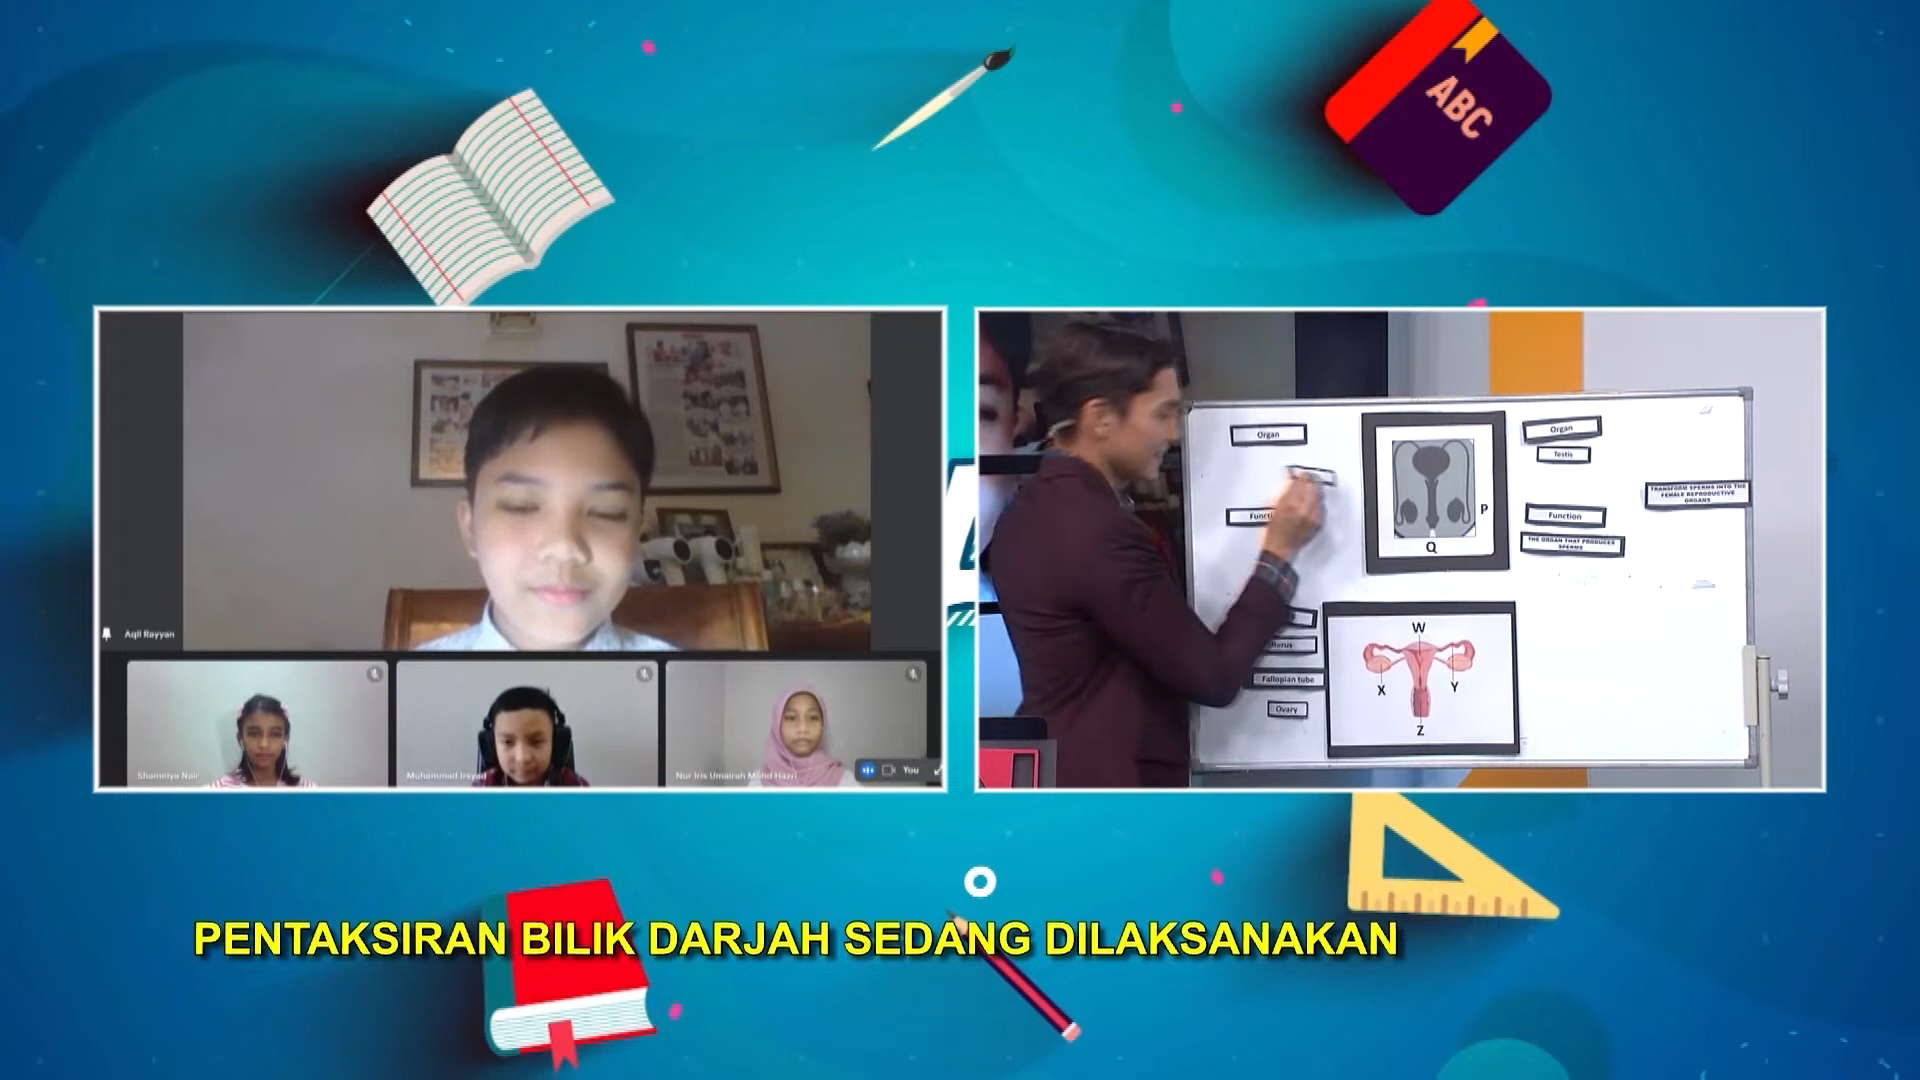 ABC
Aqil Rayyan
Shamelya Nair
Muhammad Irsyad
Nur Iris Umairah Mohd Hazri
You
Organ
Organ
Testis
TRANSFORM SPERMS INTO THE
FEMALE REPRODUCTIVE
ORGANS
Function
THE ORGAN THAT PRODUCES
SPERMS
P
Q
Fallopian tube
Ovary
W
X
Y
Z
PENTAKSIRAN BILIK DARJAH SEDANG DILAKSANAKAN